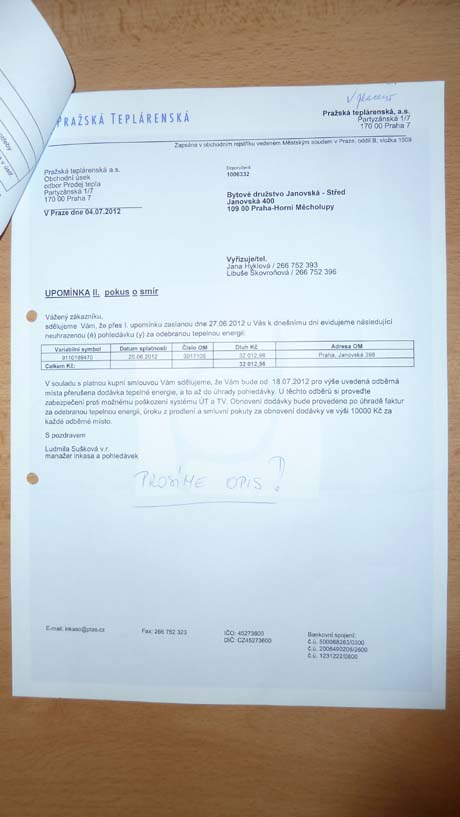 Vplaceno
PRAŽSKÁ TEPLÁRENSKÁ
Pražská teplárenská, a.s.
Partyzánská 1/7
170 00 Praha 7
Zapsána v obchodním rejstříku vedeném Městským soudem v Praze, oddíl B, vložka 1509
Pražská teplárenská a.s.
Obchodní úsek
odbor Prodej tepla
Partyzánská 1/7
170 00 Praha 7
V Praze dne 04.07.2012
Doporučeně
1006332
Bytové družstvo Janovská - Střed
Janovská 400
109 00 Praha-Horní Měcholupy
Vyřizuje/tel.
Jana Hyklová / 266 752 393
Libuše Škovroňová / 266 752 396
UPOMÍNKA II. pokus o smír
Vážený zákazníku,
sdělujeme Vám, že přes I. upomínku zaslanou dne 27.06.2012 u Vás k dnešnímu dni evidujeme následující
neuhrazenou (é) pohledávku (y) za odebranou tepelnou energii:
Variabilní symbol Datum splatnosti Číslo OM Dluh Kč Adresa OM
9110189470 20.06.2012 3017105 32 012,96 Praha, Janovská 398
Celkem Kč: 32 012,96
V souladu s platnou kupní smlouvou Vám sdělujeme, že Vám bude od 18.07.2012 pro výše uvedená odběrná
místa přerušena dodávka tepelné energie, a to až do úhrady pohledávky. U těchto odběrů si proveďte
zabezpečení proti možnému poškození systému ÚT a TV. Obnovení dodávky bude provedeno po úhradě faktur
za odebranou tepelnou energii, úroku z prodlení a smluvní pokuty za obnovení dodávky ve výši 10000 Kč za
každé odběrné místo.
S pozdravem
Ludmila Sušková v.r.
manažer inkasa a pohledávek
PROSÍME OPIS!
E-mail: inkaso@ptas.cz
Fax: 266 752 323
IČO: 45273600
DIČ: CZ45273600
Bankovní spojení:
č.ú. 500068263/0300
č.ú. 2006400206/2600
č.ú. 1231222/0800